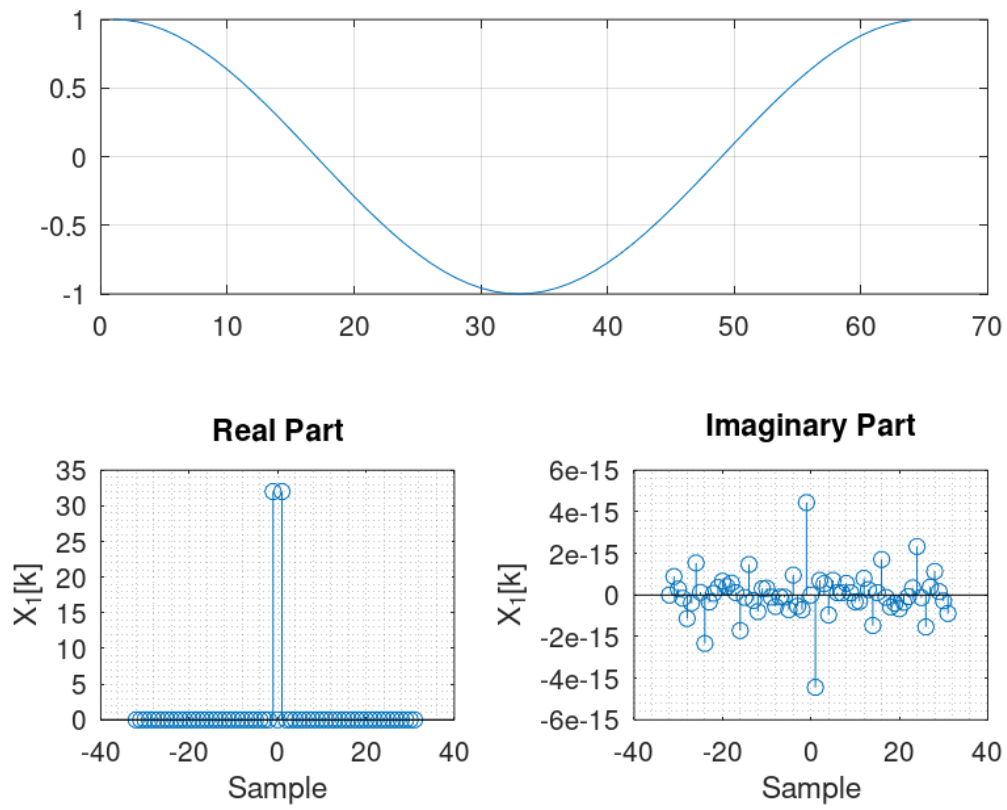 1
0.5
0
-0.5
-1
0 10 20 30 40 50 60 70
Real Part
35
30
25
20
15
10
5
0
X1[k]
-40 -20 0 20 40
Sample
Imaginary Part
6e-15
4e-15
2e-15
0
-2e-15
-4e-15
-6e-15
X1[k]
-40 -20 0 20 40
Sample